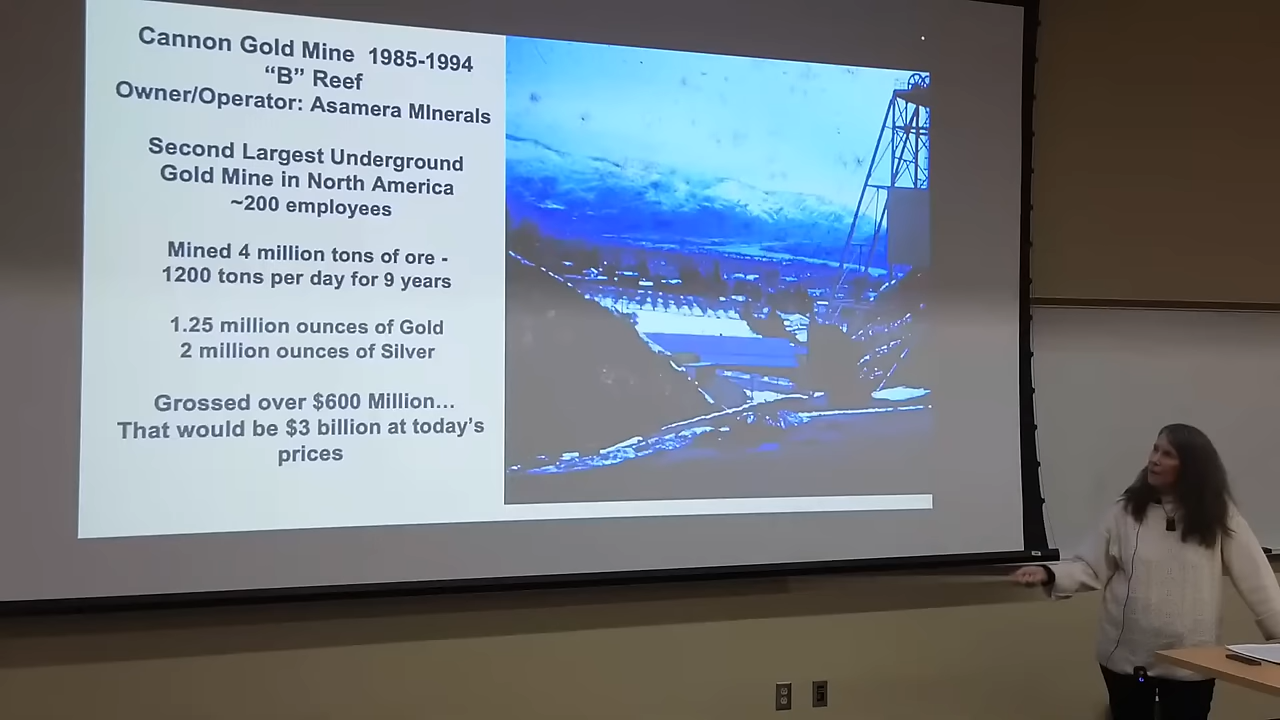 Cannon Gold Mine 1985-1994
“B” Reef
Owner/Operator: Asamera MInerals
Second Largest Underground
Gold Mine in North America
~200 employees
Mined 4 million tons of ore -
1200 tons per day for 9 years
1.25 million ounces of Gold
2 million ounces of Silver
Grossed over $600 Million...
That would be $3 billion at today’s
prices